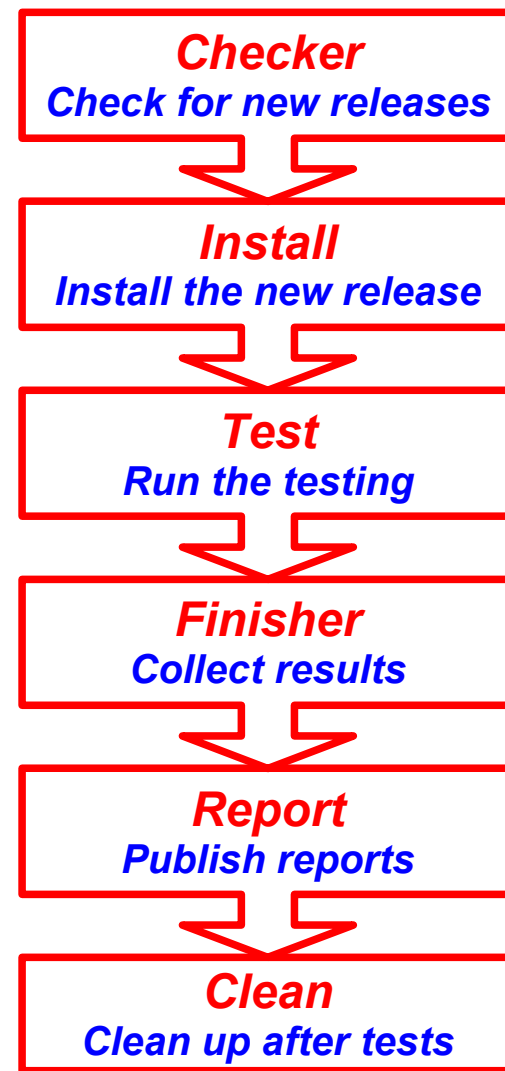 Checker
Check for new releases
Install
Install the new release
Test
Run the testing
Finisher
Collect results
Report
Publish reports
Clean
Clean up after tests